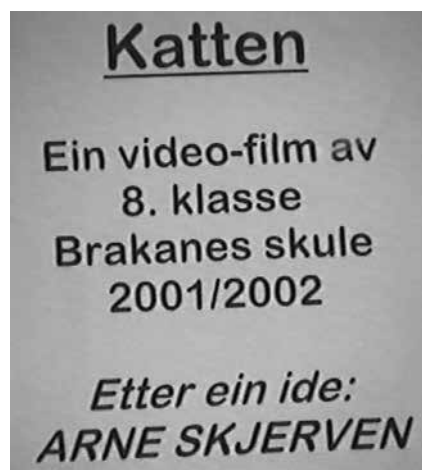 Katten
Ein video-film av
8. klasse
Brakanes skule
2001/2002
Etter ein ide:
ARNE SKJERVEN